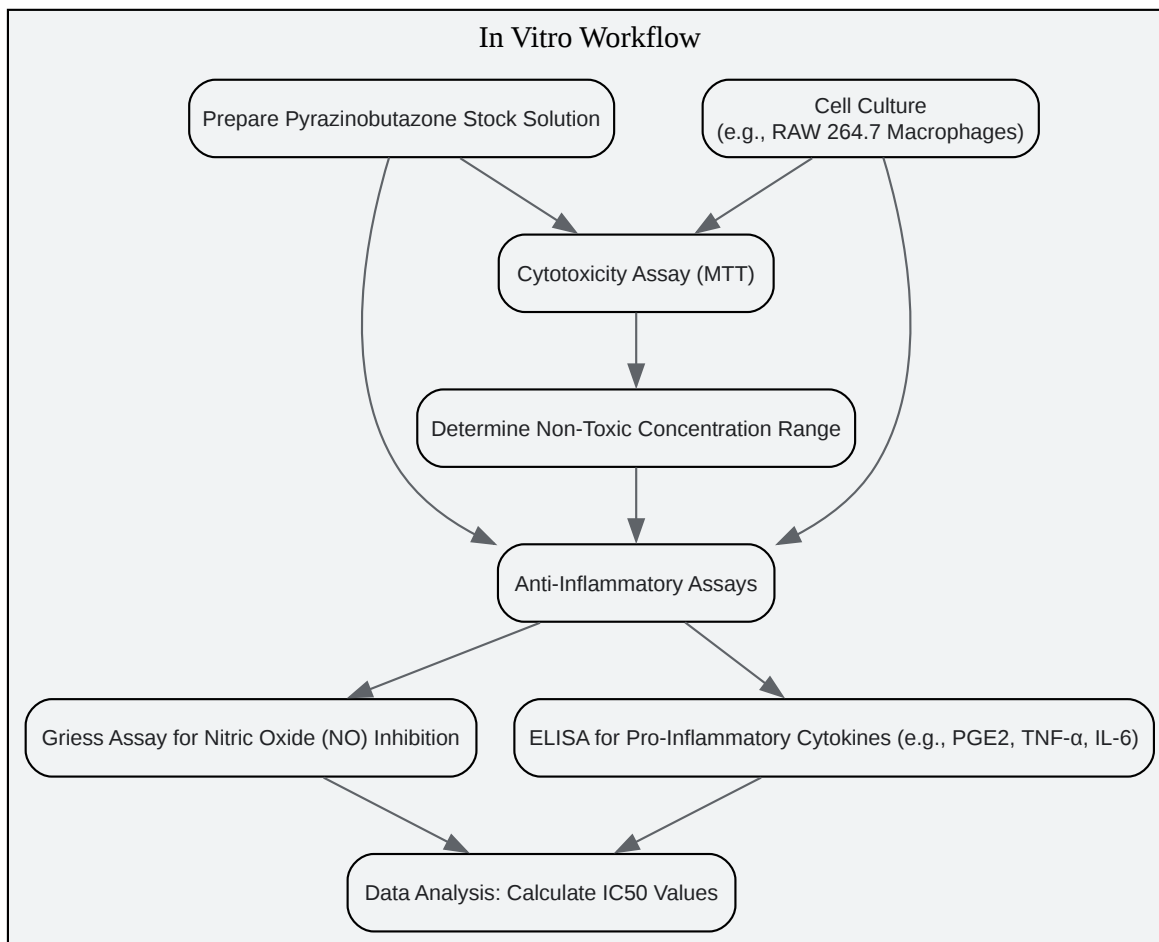 In Vitro Workflow
Prepare Pyrazinobutazone Stock Solution
Cell Culture
(e.g., RAW 264.7 Macrophages)
Cytotoxicity Assay (MTT)
Determine Non-Toxic Concentration Range
Anti-Inflammatory Assays
Griess Assay for Nitric Oxide (NO) Inhibition
ELISA for Pro-Inflammatory Cytokines (e.g., PGE2, TNF-α, IL-6)
Data Analysis: Calculate IC50 Values